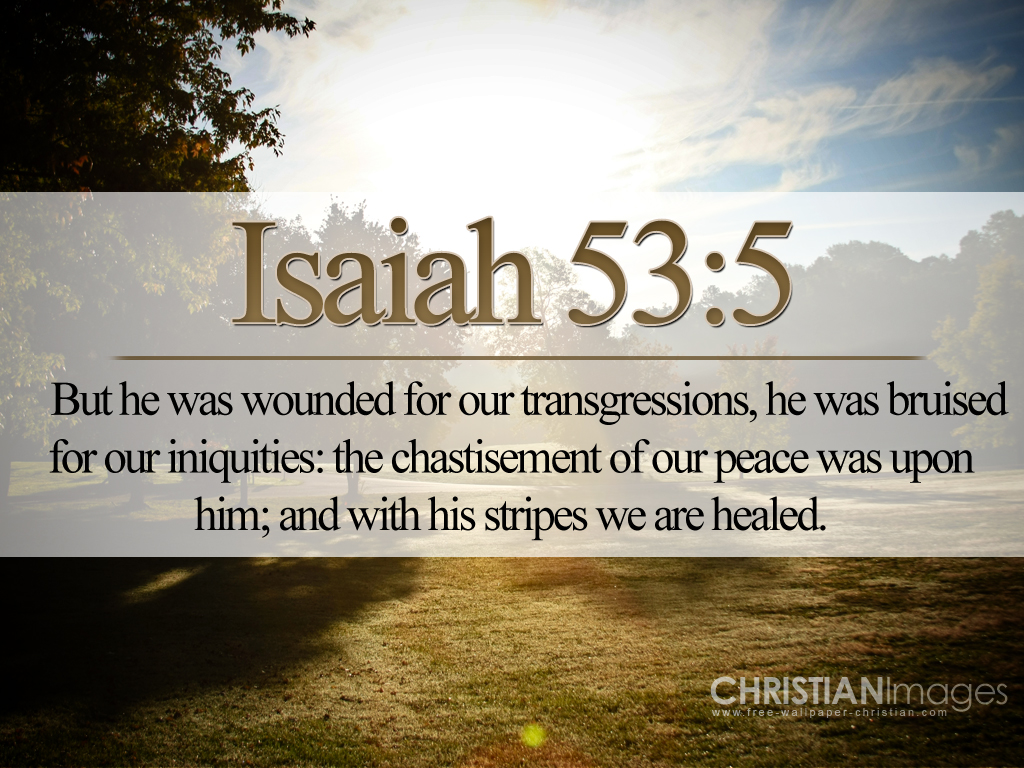 Isaiah 53:5
But he was wounded for our transgressions, he was bruised
for our iniquities: the chastisement of our peace was upon
him; and with his stripes we are healed.
CHRISTIANImages
www.free-wallpaper-christian.com